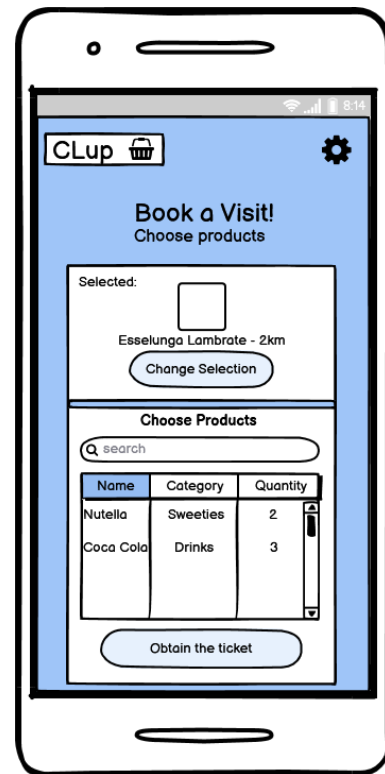 8:14
CLup
Book a Visit!
Choose products
Selected:
Esselunga Lambrate - 2km
Change Selection
Choose Products
search
Name Category Quantity
Nutella Sweeties 2
Coca Cola Drinks 3
Obtain the ticket